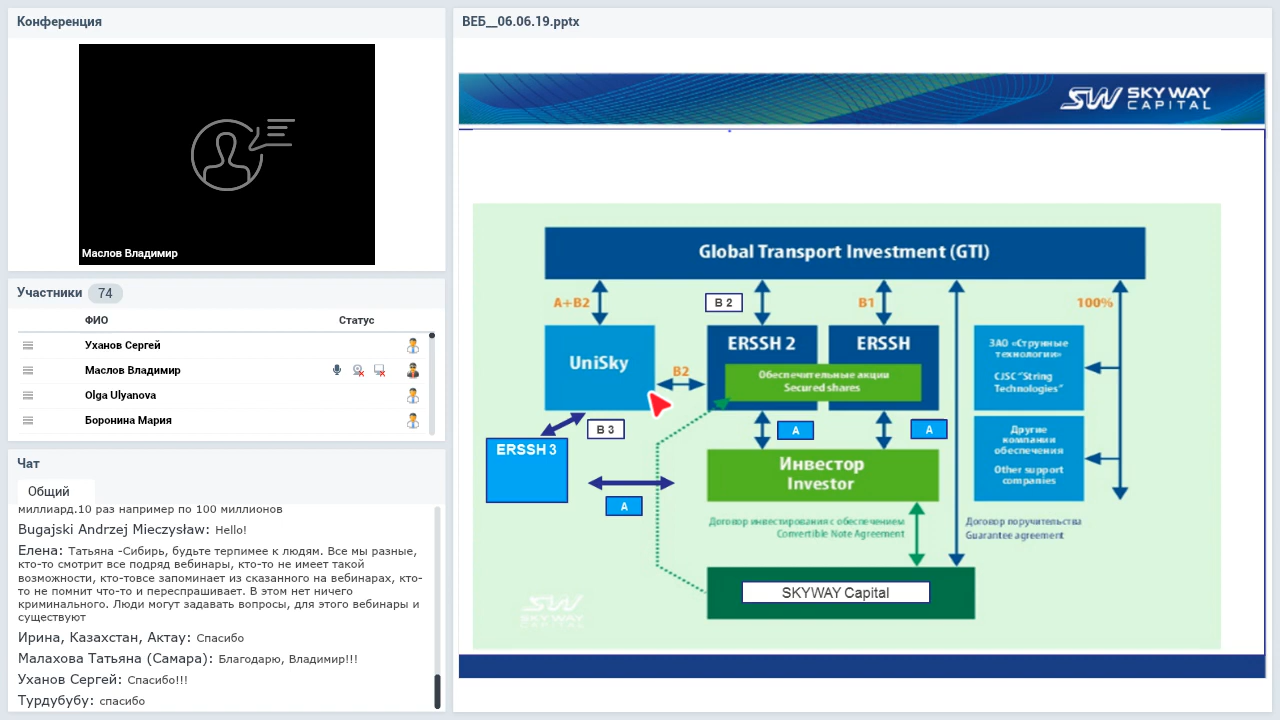 Конференция
Маслов Владимир
Участники 74
ФИО Статус
Уханов Сергей
Маслов Владимир
Olga Ulyanova
Боронина Мария
Чат
Общий
миллиард.10 раз например по 100 миллионов
Bugajski Andrzej Mieczysław: Hello!
Елена: Татьяна -Сибирь, будьте терпимее к людям. Все мы разные,
кто-то смотрит все подряд вебинары, кто то не имеет такой
возможности, кто-товсе запоминает из сказанного на вебинарах, кто-
то не помнит что-то и переспрашивает. В этом нет ничего
криминального. Люди могут задавать вопросы, для этого вебинары и
существуют
Ирина, Казахстан, Актау: Спасибо
Малахова Татьяна (Самара): Благодарю, Владимир!!!
Уханов Сергей: Спасибо!!!
Турдубубу: спасибо
ВЕБ__06.06.19.pptx
SW SKY WAY
CAPITAL
Global Transport Investment (GTI)
A+B2
B 2
B1
100%
UniSky
B2
ERSSH 2
ERSSH
Обеспечительные акции
Secured shares
ЗАО «Струнные
технологии»
CJSC "String
Technologies"
B 3
A
A
ERSSH 3
A
Инвестор
Investor
Другие
компании
обеспечения
Other support
companies
Договор инвестирования с обеспечением
Convertible Note Agreement
Договор поручительства
Guarantee agreement
SKYWAY Capital
SW
SKY WAY
CAPITAL